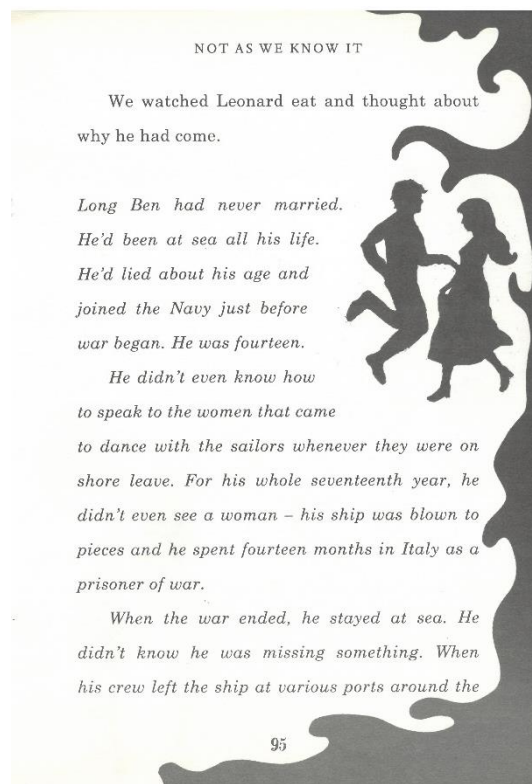 NOT AS WE KNOW IT
We watched Leonard eat and thought about
why he had come.
Long Ben had never married.
He’d been at sea all his life.
He’d lied about his age and
joined the Navy just before
war began. He was fourteen.
He didn’t even know how
to speak to the women that came
to dance with the sailors whenever they were on
shore leave. For his whole seventeenth year, he
didn’t even see a woman – his ship was blown to
pieces and he spent fourteen months in Italy as a
prisoner of war.
When the war ended, he stayed at sea. He
didn’t know he was missing something. When
his crew left the ship at various ports around the
95